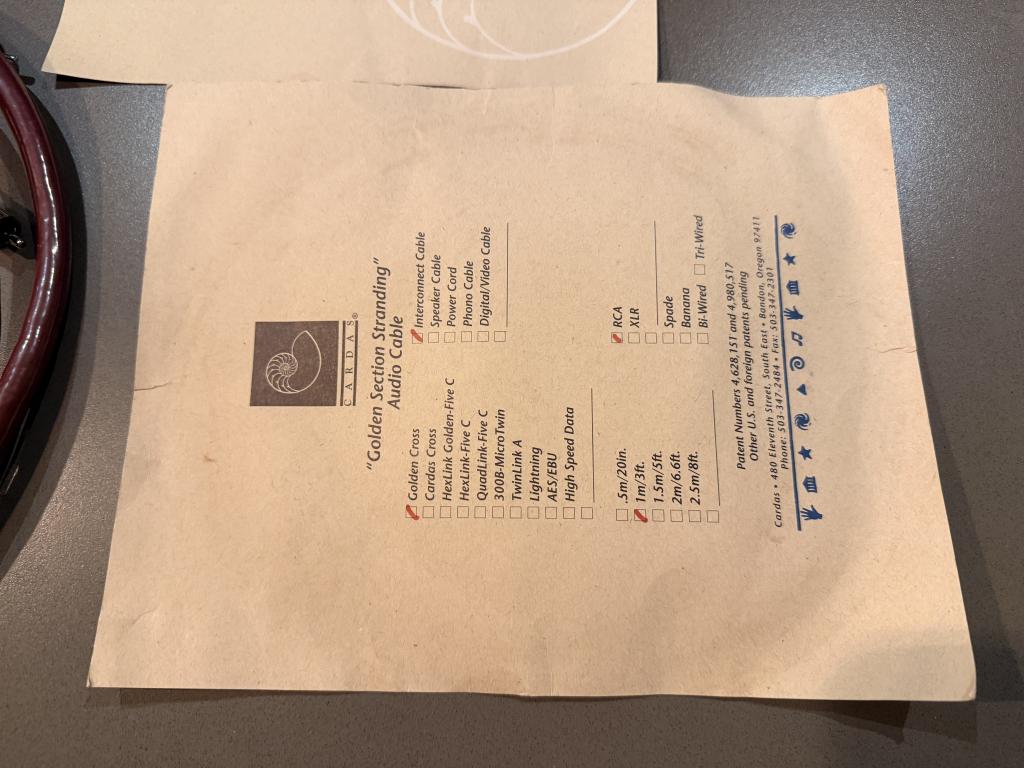 CARDAS®
"Golden Section Stranding"
Audio Cable
Golden Cross
Cardas Cross
HexLink Golden-Five C
HexLink-Five C
QuadLink-Five C
300B-MicroTwin
TwinLink A
Lightning
AES/EBU
High Speed Data
Interconnect Cable
Speaker Cable
Power Cord
Phono Cable
Digital/Video Cable
.5m/20in.
1m/3ft.
1.5m/5ft.
2m/6.6ft.
2.5m/8ft.
RCA
XLR
Spade
Banana
Bi-Wired Tri-Wired
Patent Numbers 4,628,151 and 4,980,517
Other U.S. and foreign patents pending
Cardas • 480 Eleventh Street, South East • Bandon, Oregon 97411
Phone: 503-347-2484 • Fax: 503-347-2301